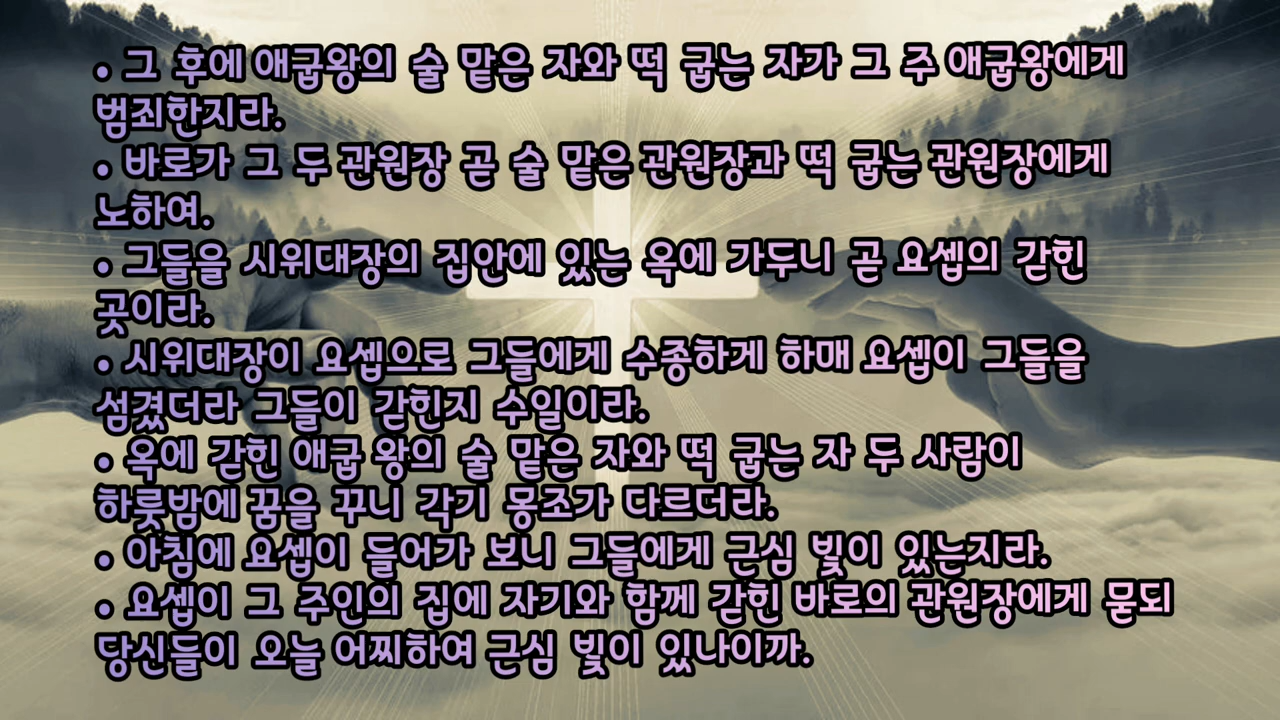 • 그 후에 애굽왕의 술 맡은 자와 떡 굽는 자가 그 주 애굽왕에게
범죄한지라.
• 바로가 그 두 관원장 곧 술 맡은 관원장과 떡 굽는 관원장에게
노하여.
• 그들을 시위대장의 집안에 있는 옥에 가두니 곧 요셉의 갇힌
곳이라.
• 시위대장이 요셉으로 그들에게 수종하게 하매 요셉이 그들을
섬겼더라 그들이 갇힌지 수일이라.
• 옥에 갇힌 애굽 왕의 술 맡은 자와 떡 굽는 자 두 사람이
하룻밤에 꿈을 꾸니 각기 몽조가 다르더라.
• 아침에 요셉이 들어가 보니 그들에게 근심 빛이 있는지라.
• 요셉이 그 주인의 집에 자기와 함께 갇힌 바로의 관원장에게 묻되
당신들이 오늘 어찌하여 근심 빛이 있나이까.